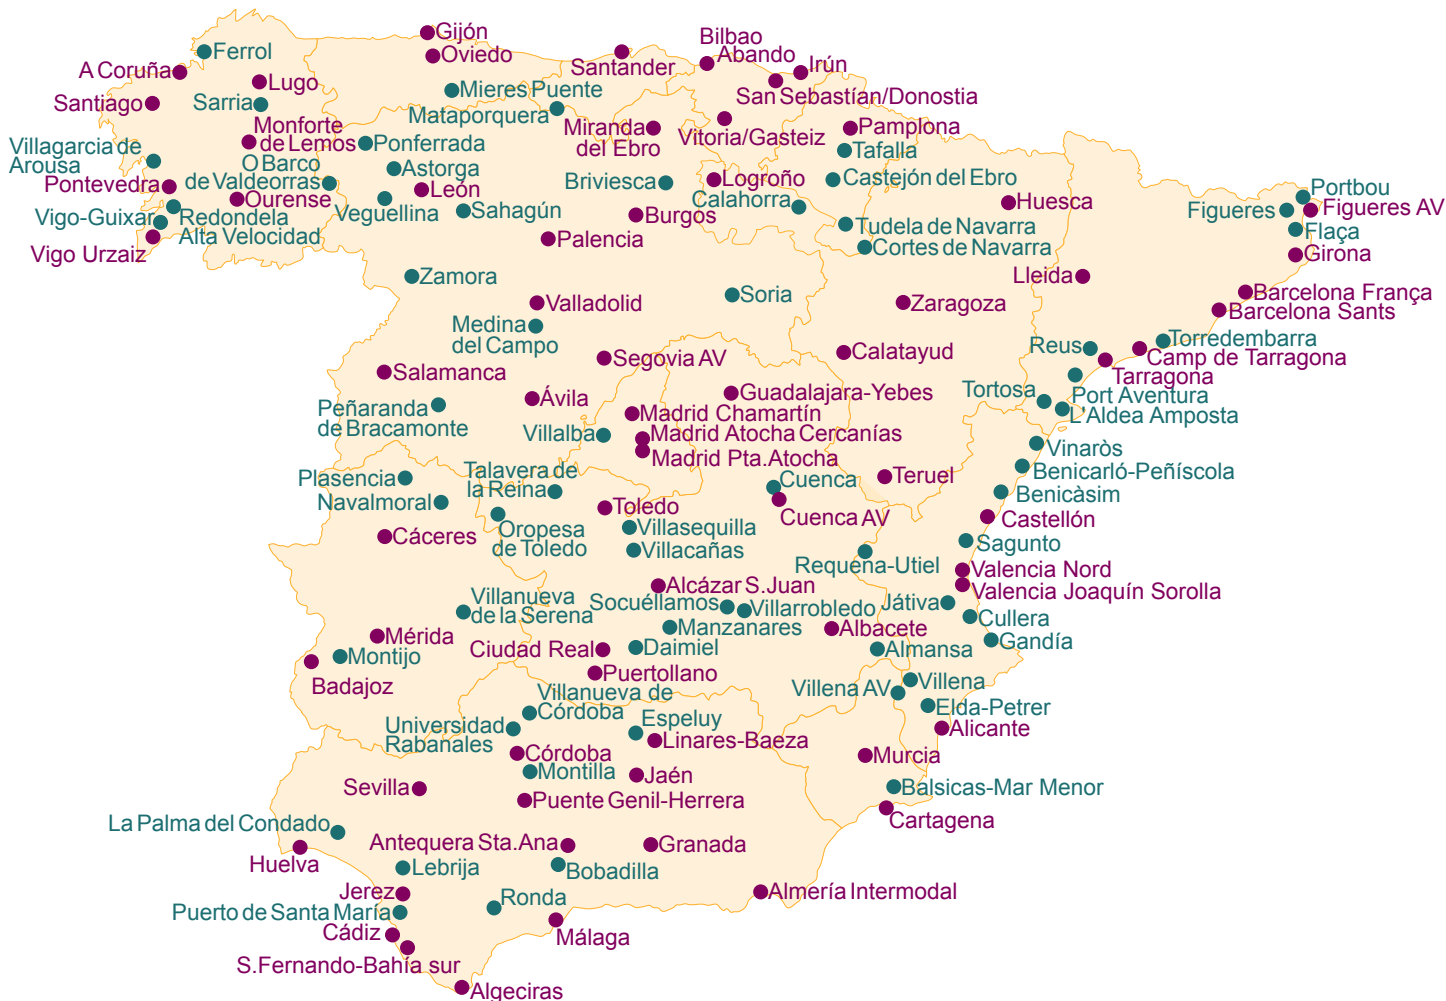 Gijón
Ferrol
Oviedo
Bilbao
Abando
Santander
Irún
A Coruña
Lugo
Mieres Puente
San Sebastían/Donostia
Santiago
Sarria
Mataporquera
Monforte
de Lemos
Miranda
del Ebro
Vitoria/Gasteiz
Pamplona
Villagarcia de
Arousa
Ponferrada
Tafalla
O Barco
de Valdeorras
Astorga
Pontevedra
León
Briviesca
Logroño
Castejón del Ebro
Portbou
Ourense
Veguellina
Sahagún
Calahorra
Huesca
Figueres
Figueres AV
Vigo-Guixar
Redondela
Alta Velocidad
Burgos
Tudela de Navarra
Flaça
Vigo Urzaiz
Palencia
Cortes de Navarra
Girona
Zamora
Lleida
Valladolid
Soria
Zaragoza
Barcelona França
Barcelona Sants
Medina
del Campo
Torredembarra
Segovia AV
Calatayud
Reus
Camp de Tarragona
Tarragona
Salamanca
Tortosa
Port Aventura
Ávila
Guadalajara-Yebes
L'Aldea Amposta
Peñaranda
de Bracamonte
Madrid Chamartín
Villalba
Madrid Atocha Cercanías
Madrid Pta.Atocha
Vinaròs
Plasencia
Talavera de
la Reina
Cuenca
Teruel
Benicarló-Peñíscola
Navalmoral
Benicàsim
Toledo
Cuenca AV
Castellón
Oropesa
de Toledo
Villasequilla
Cáceres
Villacañas
Sagunto
Requena-Utiel
Valencia Nord
Alcázar S.Juan
Valencia Joaquín Sorolla
Villanueva
de la Serena
Socuéllamos
Villarrobledo
Játiva
Cullera
Mérida
Manzanares
Albacete
Gandía
Montijo
Ciudad Real
Daimiel
Almansa
Badajoz
Puertollano
Villena AV
Villena
Villanueva de
Córdoba
Elda-Petrer
Universidad
Rabanales
Espeluy
Alicante
Linares-Baeza
Córdoba
Murcia
Montilla
Jaén
Sevilla
Balsicas-Mar Menor
Puente Genil-Herrera
Cartagena
La Palma del Condado
Antequera Sta.Ana
Granada
Huelva
Lebrija
Bobadilla
Jerez
Ronda
Almería Intermodal
Puerto de Santa María
Cádiz
Málaga
S.Fernando-Bahía sur
Algeciras